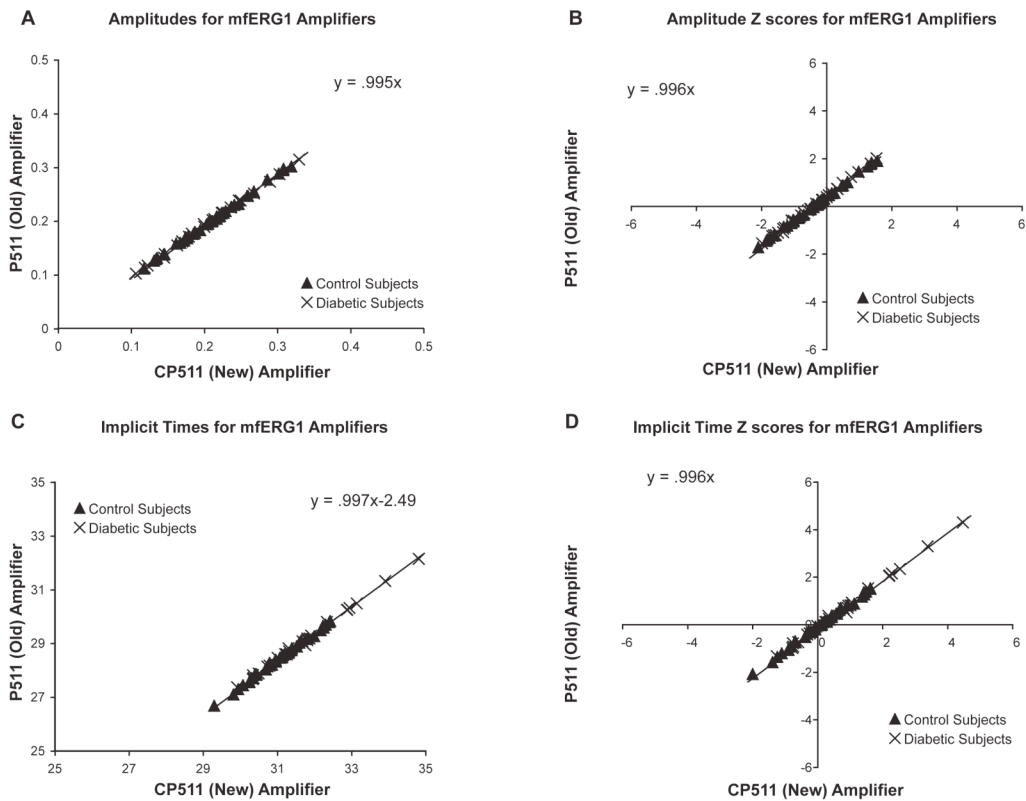 A
Amplitudes for mfERG1 Amplifiers
0.5
0.4
0.3
0.2
0.1
0
0
0.1
0.2
0.3
0.4
0.5
y = .995x
P511 (Old) Amplifier
Control Subjects
Diabetic Subjects
CP511 (New) Amplifier
B
Amplitude Z scores for mfERG1 Amplifiers
6
4
2
0
-2
-4
-6
-6
-4
-2
2
4
6
y = .996x
P511 (Old) Amplifier
Control Subjects
Diabetic Subjects
CP511 (New) Amplifier
C
Implicit Times for mfERG1 Amplifiers
35
33
31
29
27
25
25
27
29
31
33
35
Control Subjects
Diabetic Subjects
y = .997x-2.49
P511 (Old) Amplifier
CP511 (New) Amplifier
D
Implicit Time Z scores for mfERG1 Amplifiers
y = .996x
6
4
2
0
-2
-4
-6
-6
-4
-2
0
2
4
6
P511 (Old) Amplifier
Control Subjects
Diabetic Subjects
CP511 (New) Amplifier